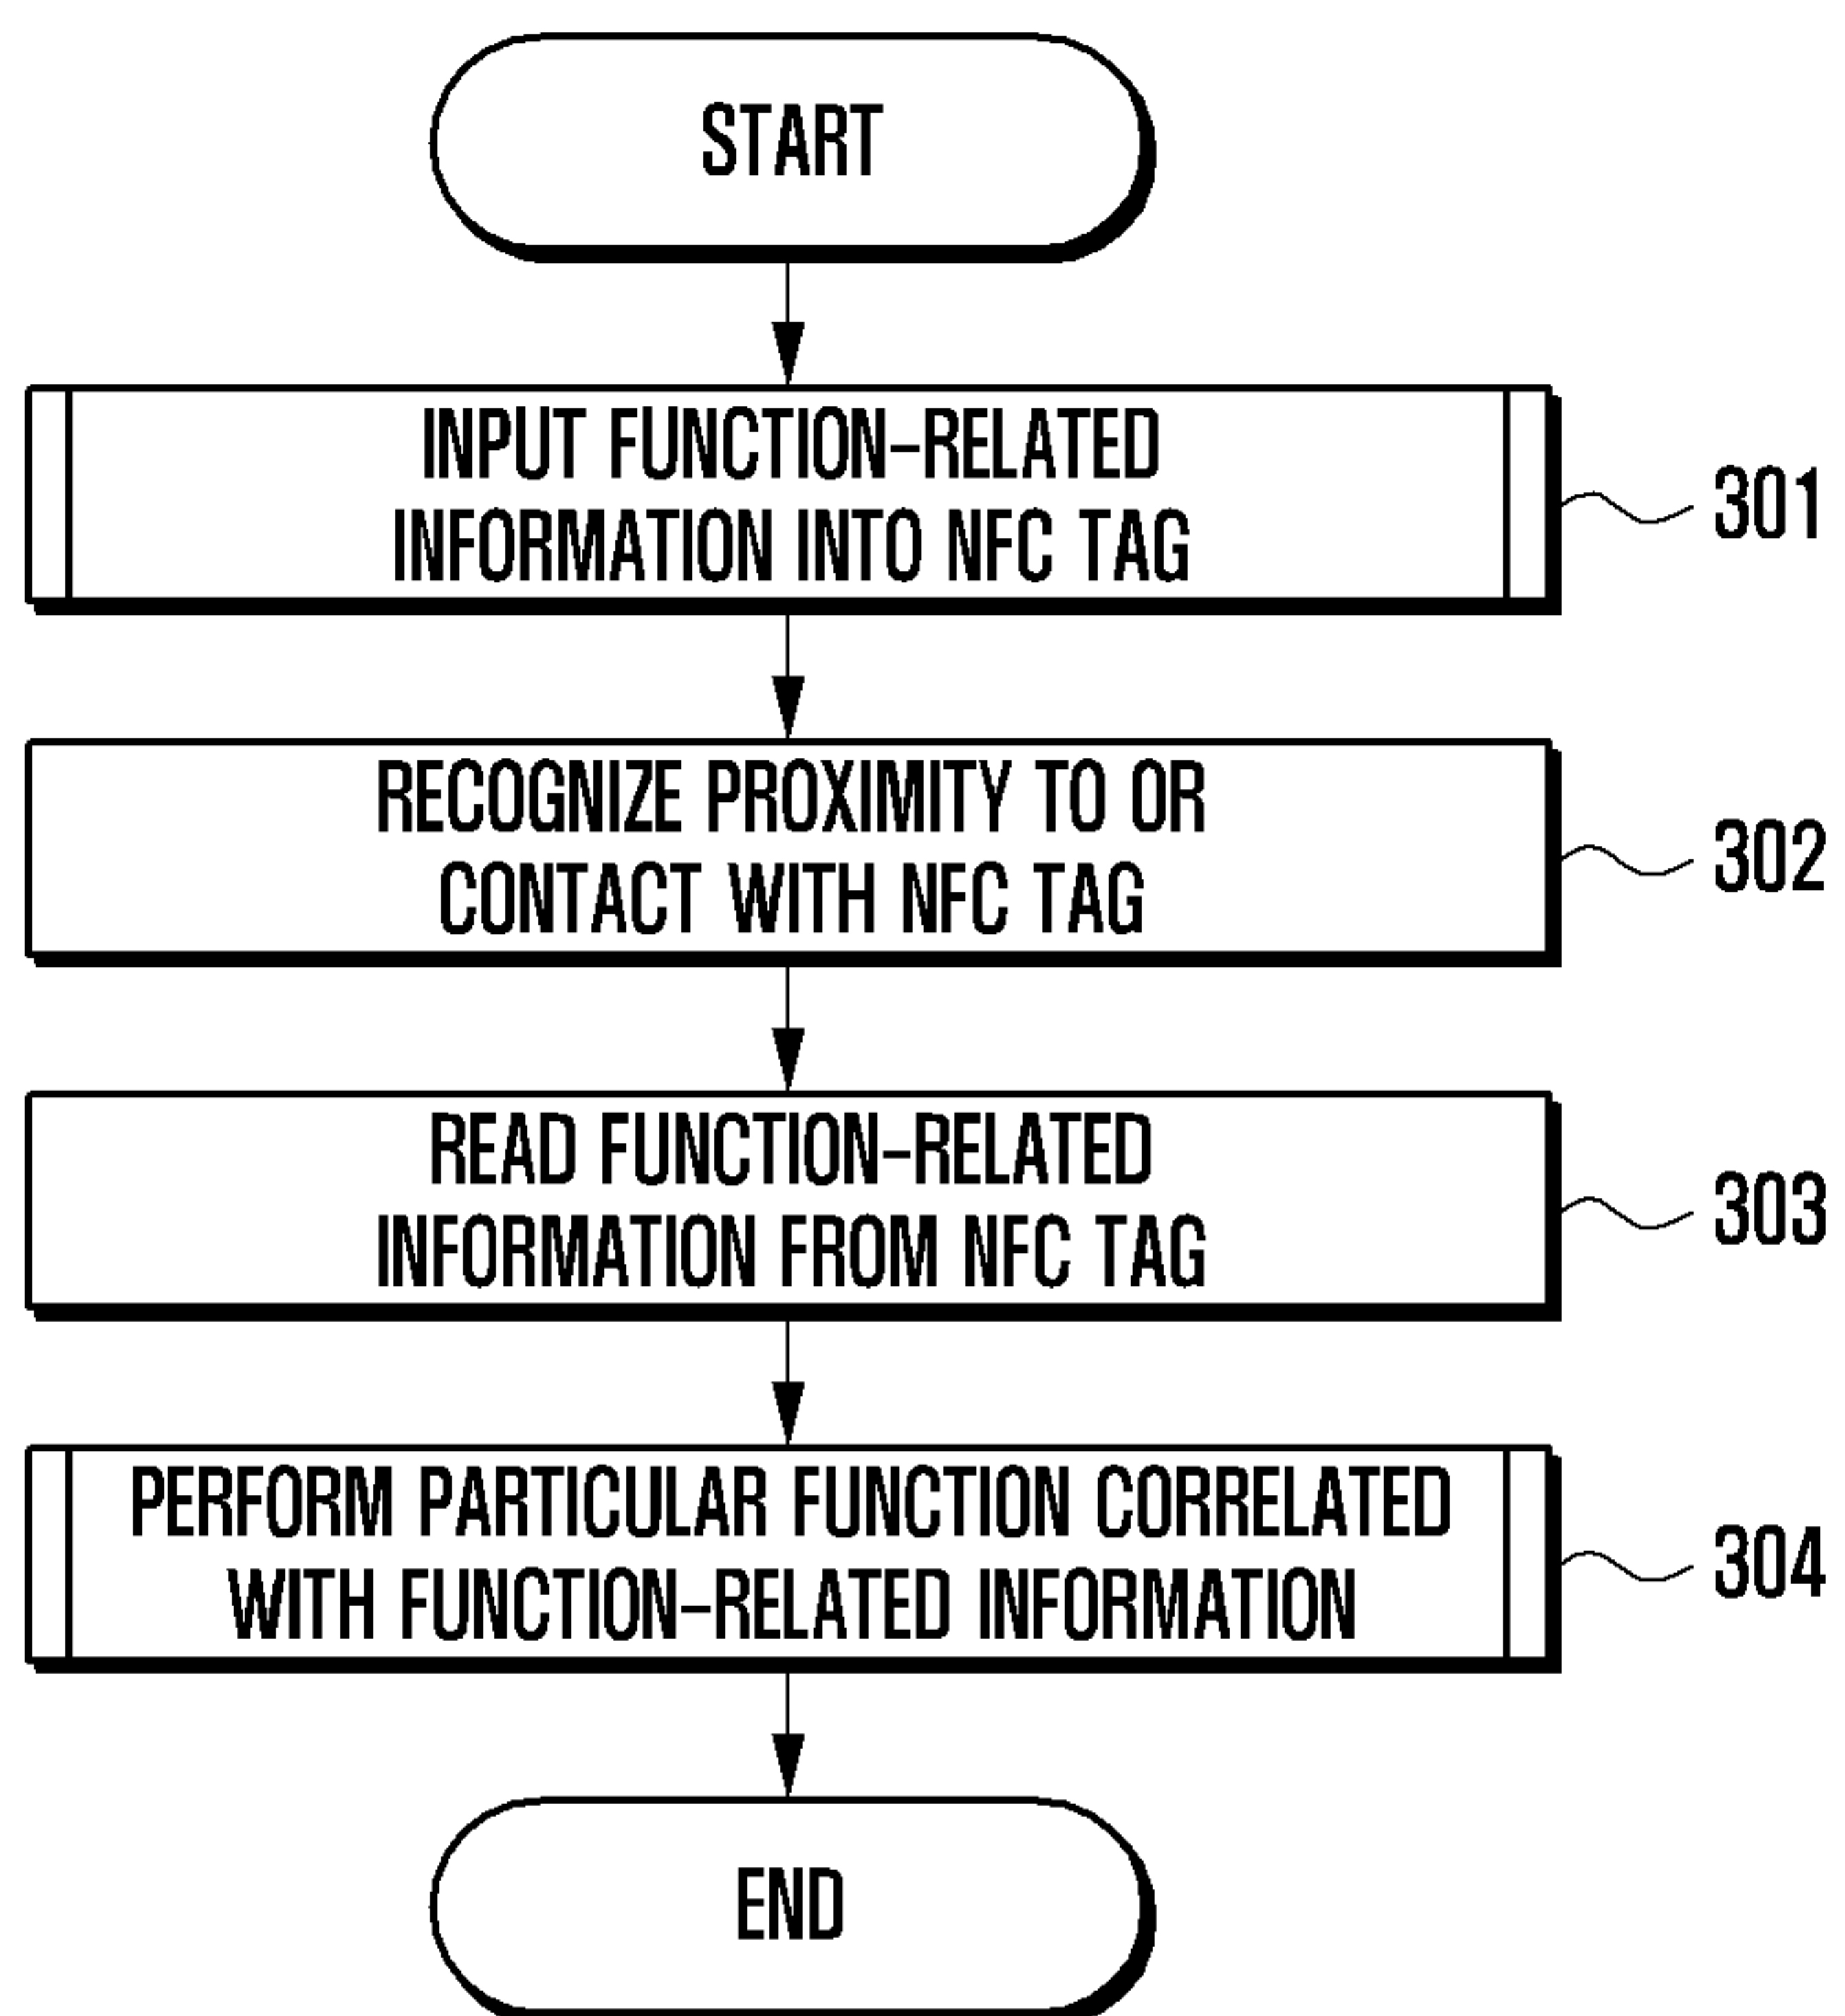 START
INPUT FUNCTION-RELATED
INFORMATION INTO NFC TAG
301
RECOGNIZE PROXIMITY TO OR
CONTACT WITH NFC TAG
302
READ FUNCTION-RELATED
INFORMATION FROM NFC TAG
303
PERFORM PARTICULAR FUNCTION CORRELATED
WITH FUNCTION-RELATED INFORMATION
304
END